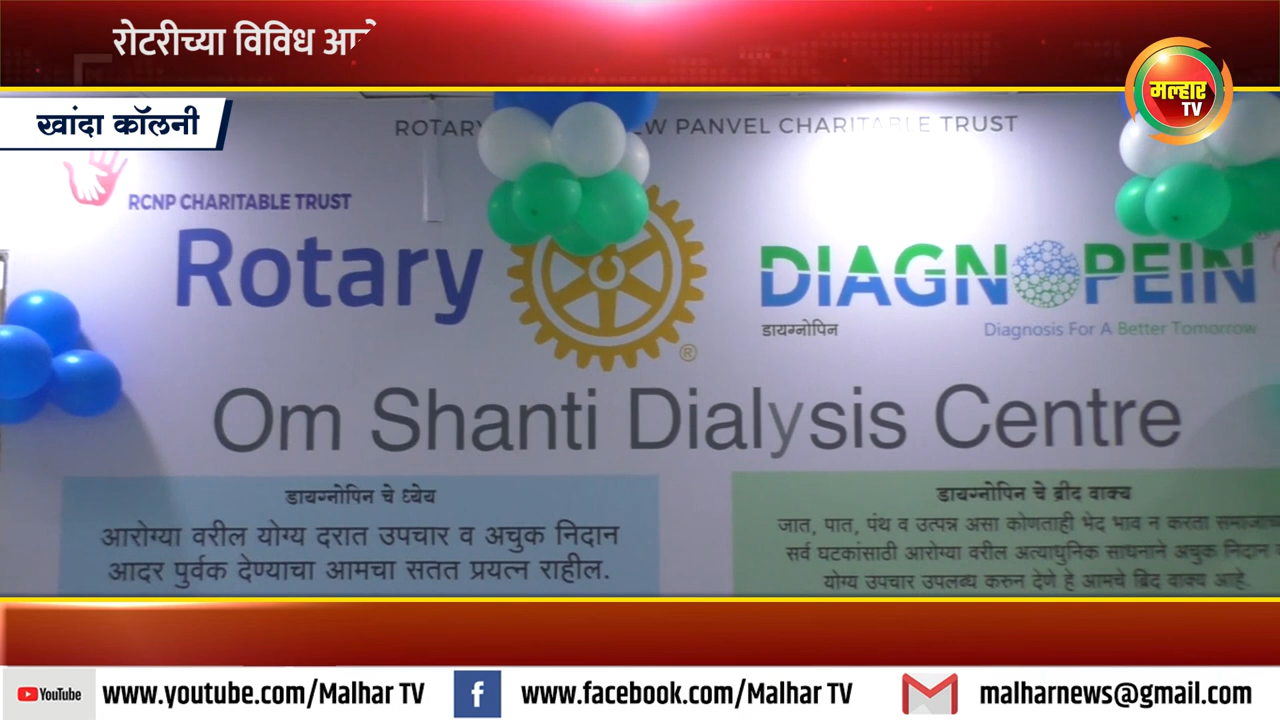 रोटरीच्या विविध
मल्हार
TV
खांदा कॉलनी
ROTARY PANVEL CHARITABLE TRUST
RCNP CHARITABLE TRUST
Rotary
®
DIAGNOPEIN
डायग्नोपिन
Diagnosis For A Better Tomorrow
Om Shanti Dialysis Centre
डायग्नोपिन चे ध्येय
आरोग्या वरील योग्य दरात उपचार व अचुक निदान
आदर पुर्वक देण्याचा आमचा सतत प्रयत्न राहील.
डायग्नोपिन चे ब्रीद वाक्य
जात, पात, पंथ व उत्पन्न असा कोणताही भेद भाव न करता
सर्व घटकांसाठी आरोग्या वरील अत्याधुनिक साधनाने अचुक निदान
योग्य उपचार उपलब्ध करुन देणे हे आमचे ब्रिद वाक्य आहे.
YouTube www.youtube.com/Malhar TV
f www.facebook.com/Malhar TV
malharnews@gmail.com